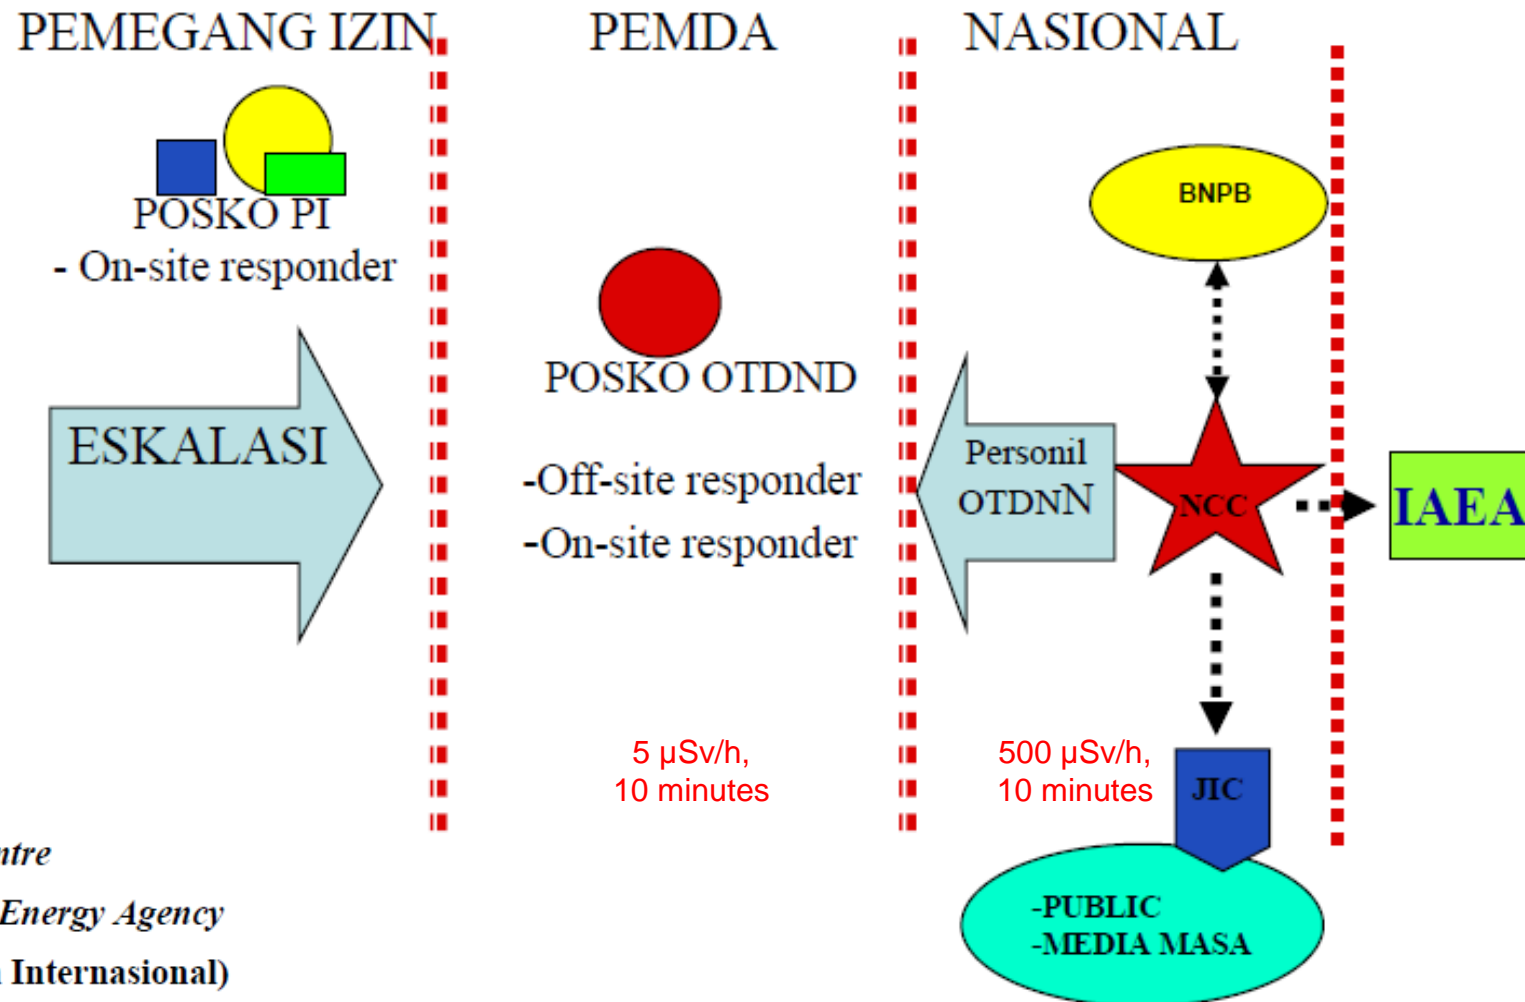 PEMEGANG IZIN
PEMDA
NASIONAL
POSKO PI
- On-site responder
BNPB
POSKO OTDND
ESKALASI
-Off-site responder
-On-site responder
Personil
OTDNN
NCC
IAEA
5 µSv/h,
10 minutes
500 µSv/h,
10 minutes
JIC
-PUBLIC
-MEDIA MASA
ntre
Energy Agency
Internasional)